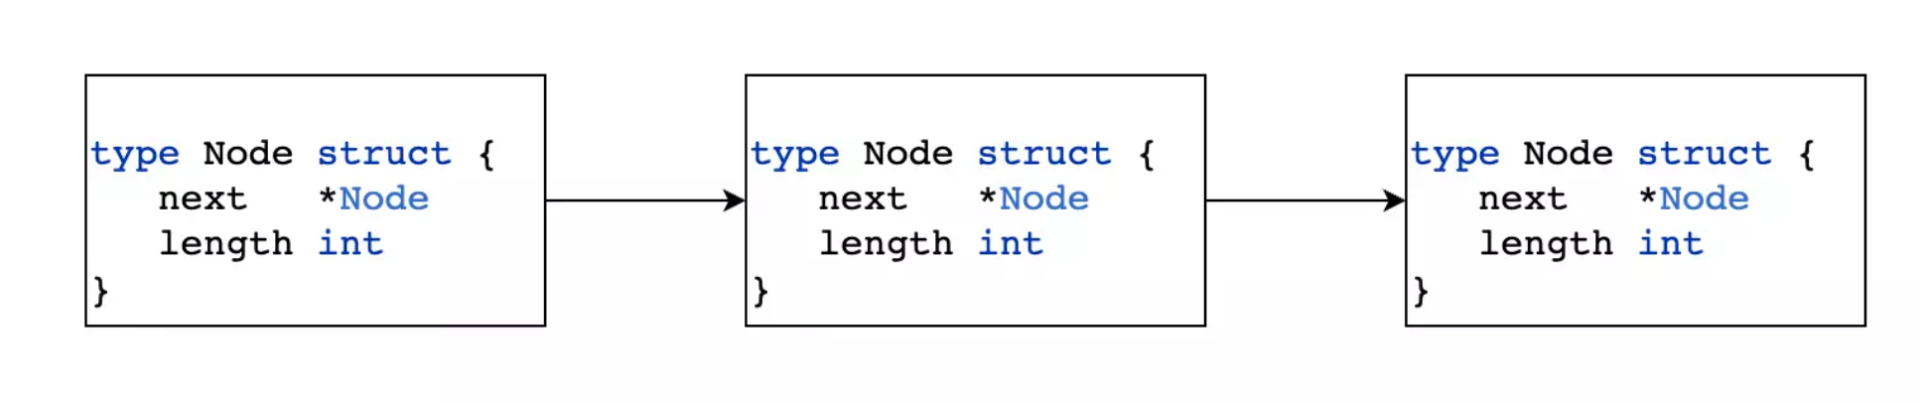 type Node struct {
   next   *Node
   length int
}
type Node struct {
   next   *Node
   length int
}
type Node struct {
   next   *Node
   length int
}